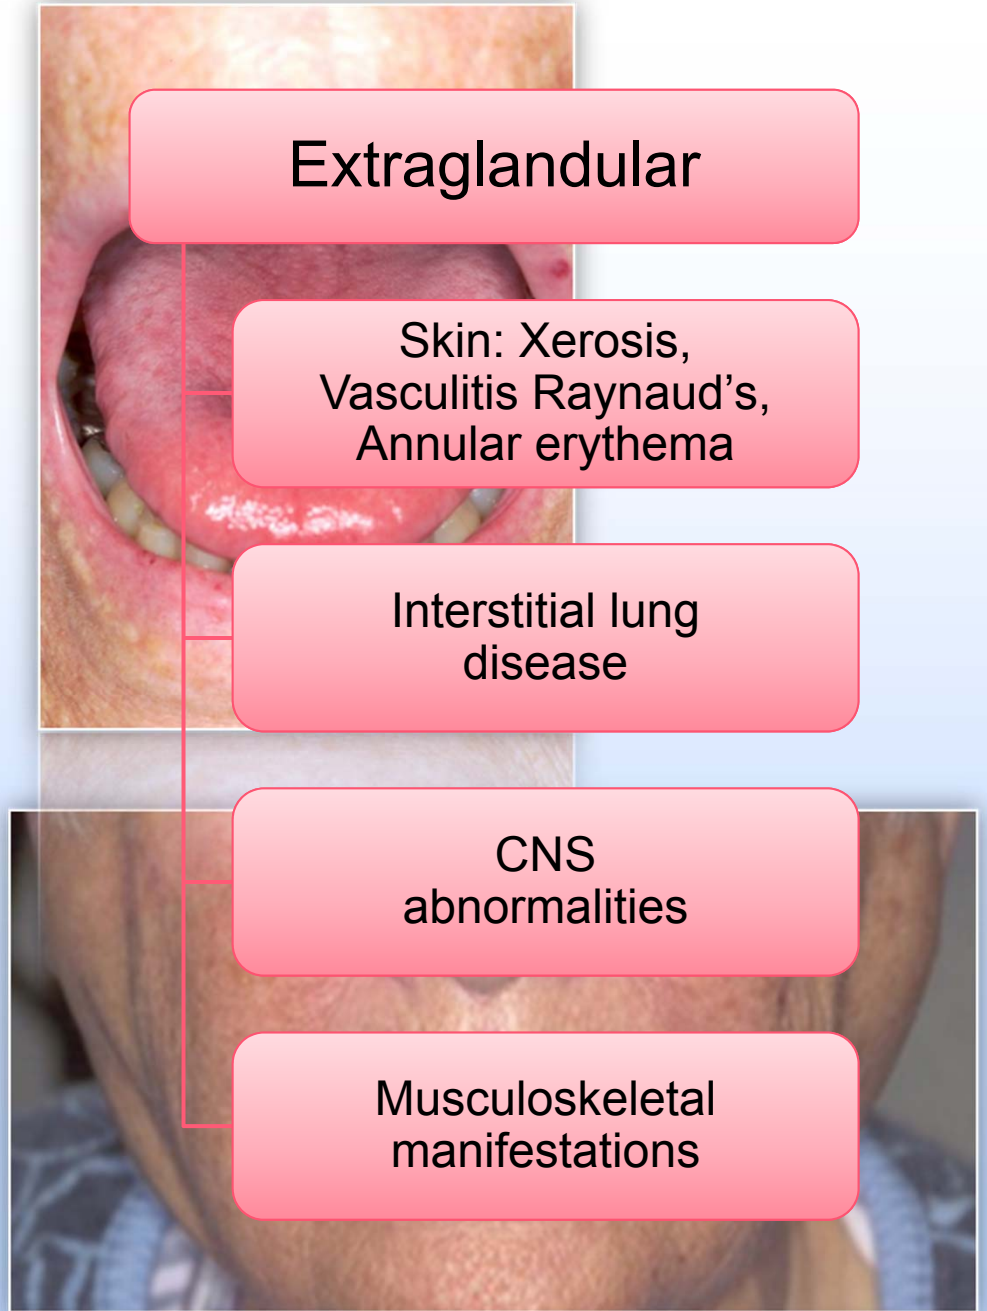 Extraglandular
Skin: Xerosis,
Vasculitis Raynaud’s,
Annular erythema
Interstitial lung
disease
CNS
abnormalities
Musculoskeletal
manifestations